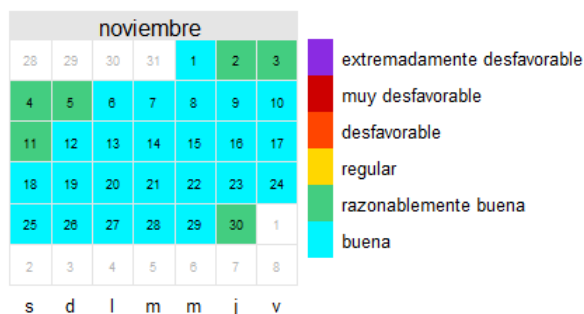 noviembre
28 29 30 31 1 2 3
4 5 6 7 8 9 10
11 12 13 14 15 16 17
18 19 20 21 22 23 24
25 26 27 28 29 30 1
2 3 4 5 6 7 8
s d l m m j v
extremadamente desfavorable
muy desfavorable
desfavorable
regular
razonablemente buena
buena